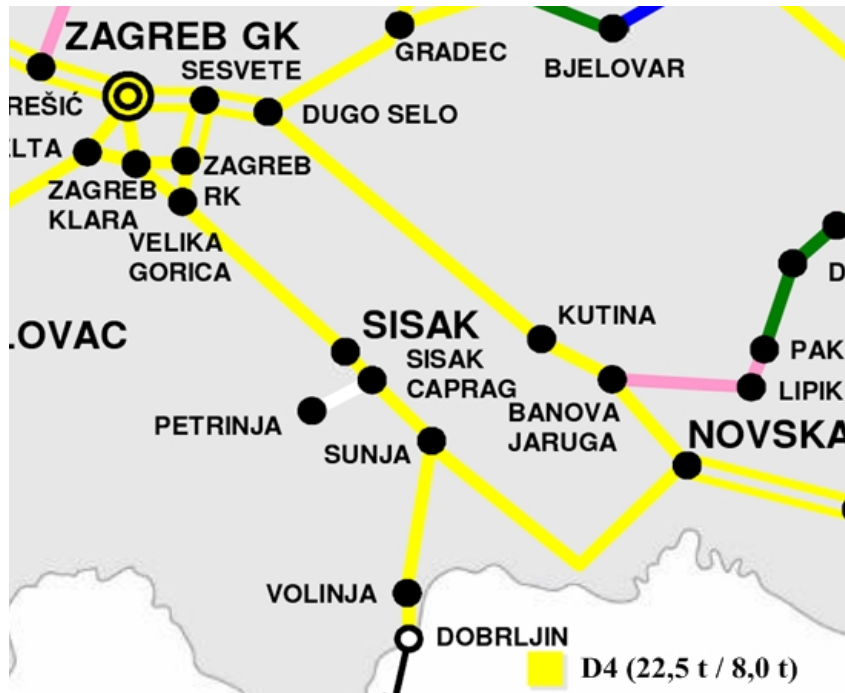 ZAGREB GK
SESVETE
GRADEC
BJELOVAR
REŠIĆ
DUGO SELO
LTA
ZAGREB
KLARA
ZAGREB
RK
VELIKA
GORICA
D
LOVAC
SISAK
KUTINA
SISAK
CAPRAG
PAK
LIPIK
PETRINJA
BANOVA
JARUGA
NOVSKA
SUNJA
VOLINJA
DOBRLJIN
D4 (22,5 t / 8,0 t)